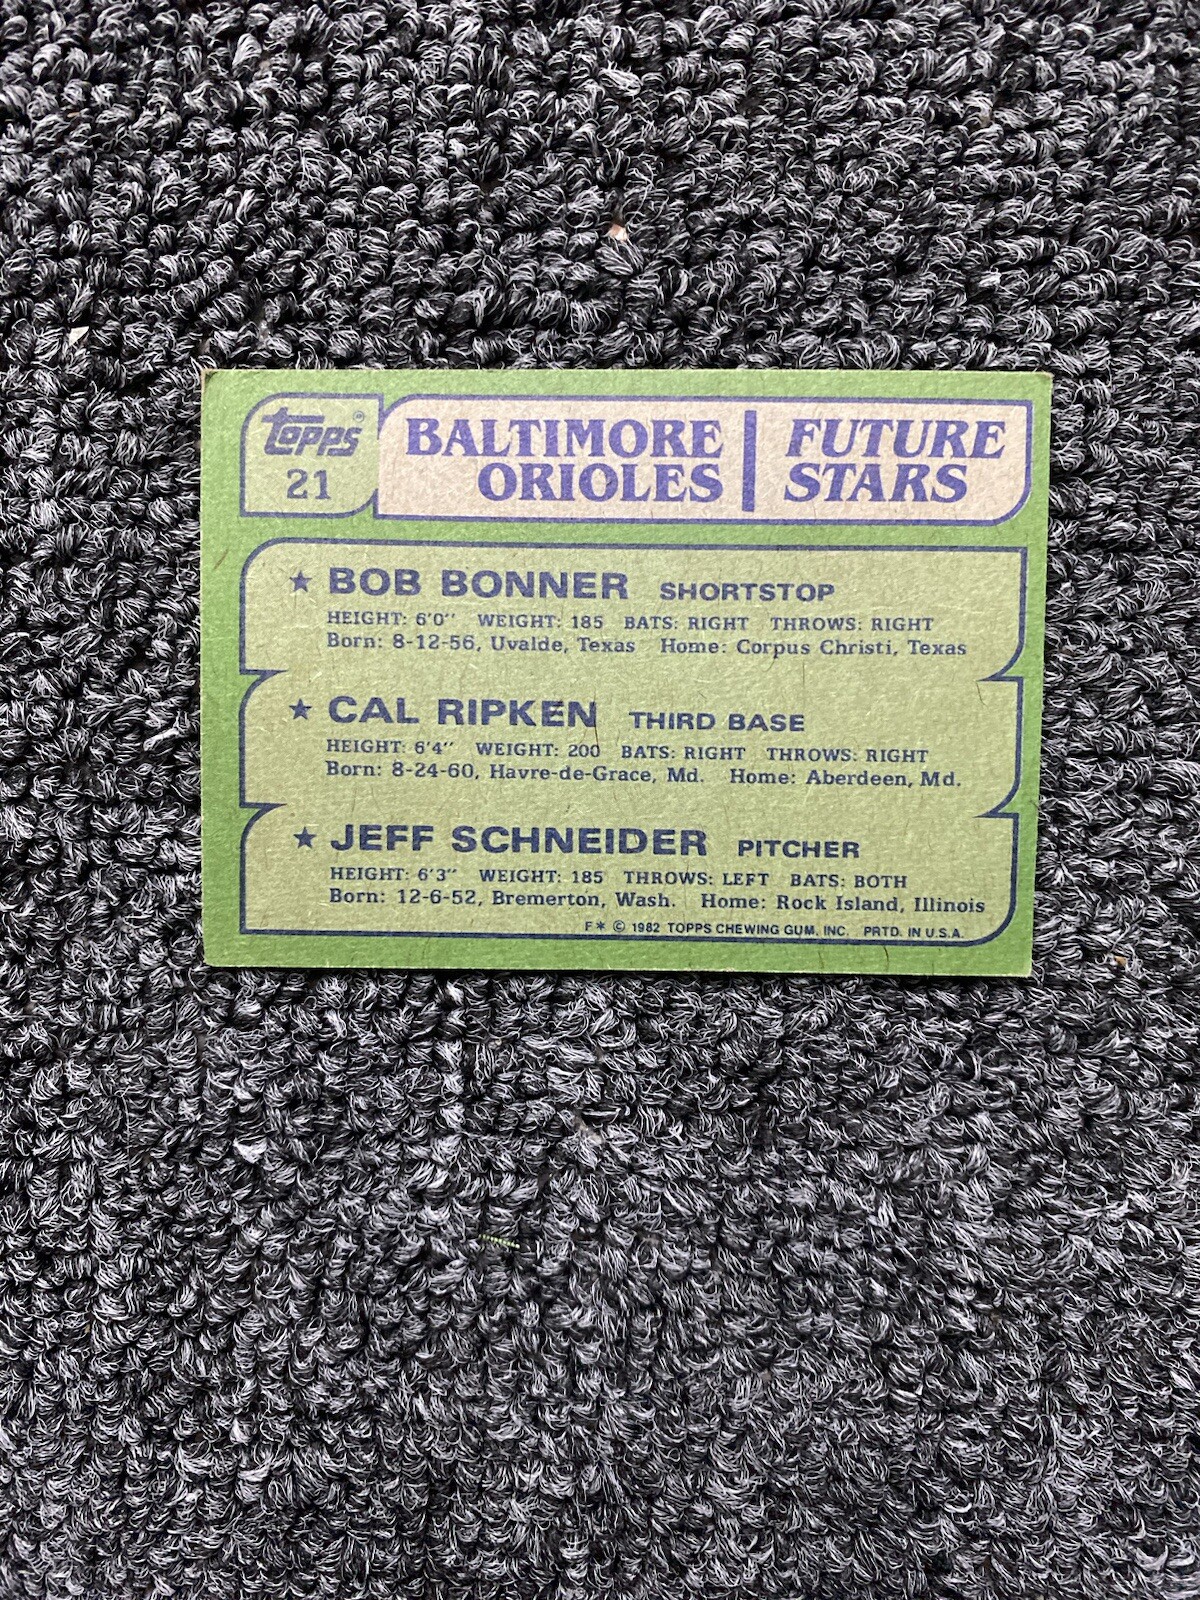 Topps®
21
BALTIMORE
ORIOLES
FUTURE
STARS
★ BOB BONNER SHORTSTOP
HEIGHT: 6'0" WEIGHT: 185 BATS: RIGHT THROWS: RIGHT
Born: 8-12-56, Uvalde, Texas Home: Corpus Christi, Texas
★ CAL RIPKEN THIRD BASE
HEIGHT: 6'4" WEIGHT: 200 BATS: RIGHT THROWS: RIGHT
Born: 8-24-60, Havre-de-Grace, Md. Home: Aberdeen, Md.
★ JEFF SCHNEIDER PITCHER
HEIGHT: 6'3" WEIGHT: 185 THROWS: LEFT BATS: BOTH
Born: 12-6-52, Bremerton, Wash. Home: Rock Island, Illinois
F* © 1982 TOPPS CHEWING GUM, INC. PRTD. IN U.S.A.